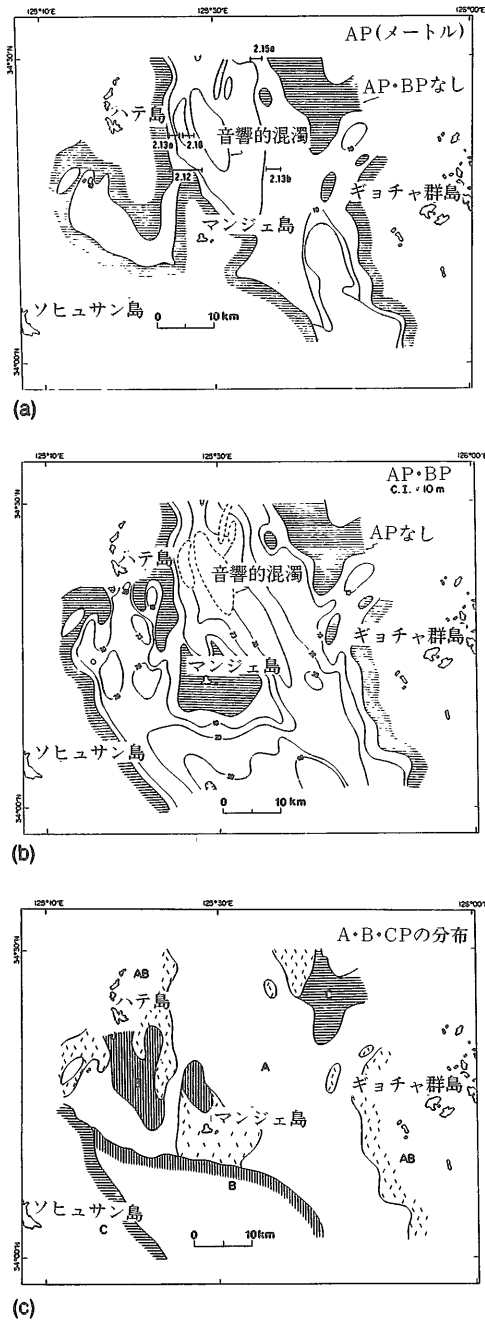 125°10'E 125°30'E 126°00'E
34°30'N
AP(メートル)
2.15a
AP・BPなし
ハテ島
音響的混濁
2.13a 2.16
2.12
2.13b
ギョチャ群島
マンジェ島
10
ソヒュサン島
0 10 km
34°00'N
(a)
125°10'E 125°30'E 126°00'E
34°30'N
AP・BP
C.I. = 10 m
APなし
ハテ島
音響的混濁
ギョチャ群島
マンジェ島
ソヒュサン島
0 10 km
34°00'N
(b)
125°10'E 125°30'E 126°00'E
34°30'N
A・B・CPの分布
AB
ハテ島
A
ギョチャ群島
マンジェ島
AB
B
ソヒュサン島
C
0 10 km
34°00'N
(c)